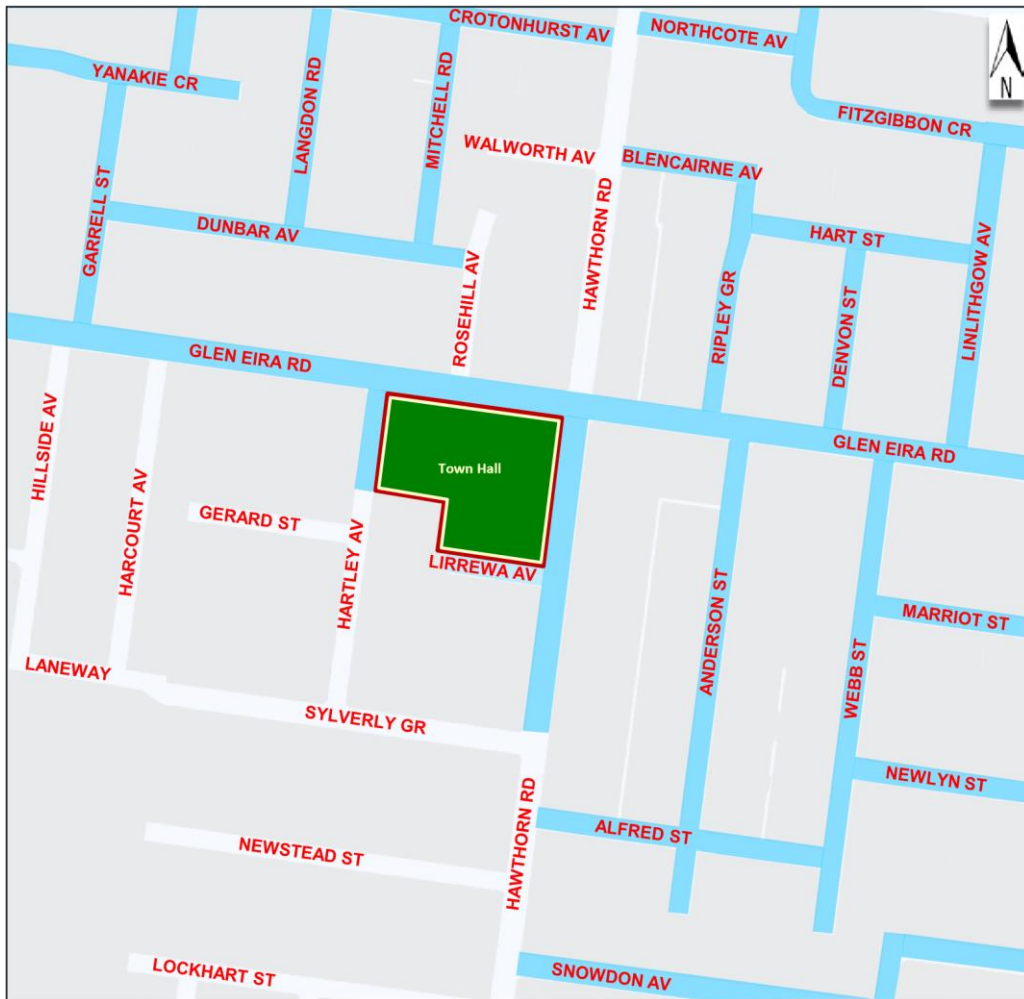 CROTONHURST AV
NORTHCOTE AV
N
YANAKIE CR
LANGDON RD
MITCHELL RD
FITZGIBBON CR
WALWORTH AV
BLENCAIRNE AV
GARRELL ST
DUNBAR AV
HAWTHORN RD
HART ST
LINLITHGOW AV
ROSEHILL AV
RIPLEY GR
DENVON ST
GLEN EIRA RD
GLEN EIRA RD
HILLSIDE AV
HARCOURT AV
Town Hall
GERARD ST
HARTLEY AV
LIRREWA AV
ANDERSON ST
MARRIOT ST
WEBB ST
LANEWAY
SYLVERLY GR
NEWLYN ST
HAWTHORN RD
ALFRED ST
NEWSTEAD ST
LOCKHART ST
SNOWDON AV